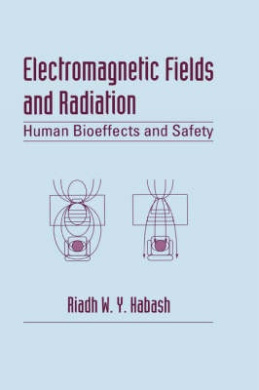 Electromagnetic Fields
and Radiation
Human Bioeffects and Safety
Riadh W. Y. Habash